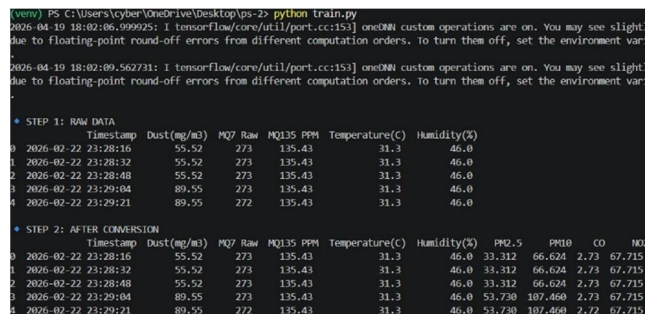 (venv) PS C:\Users\cyber\OneDrive\Desktop\ps-2> python train.py
2026-04-19 18:02:06.999925: I tensorflow/core/util/port.cc:153] oneDNN custom operations are on. You may see slightl
due to floating-point round-off errors from different computation orders. To turn them off, set the environment vari
.
2026-04-19 18:02:09.562731: I tensorflow/core/util/port.cc:153] oneDNN custom operations are on. You may see slightl
due to floating-point round-off errors from different computation orders. To turn them off, set the environment vari
.
🔹 STEP 1: RAW DATA
Timestamp Dust(mg/m3) MQ7 Raw MQ135 PPM Temperature(C) Humidity(%)
0 2026-02-22 23:28:16 55.52 273 135.43 31.3 46.0
1 2026-02-22 23:28:32 55.52 273 135.43 31.3 46.0
2 2026-02-22 23:28:48 55.52 273 135.43 31.3 46.0
3 2026-02-22 23:29:04 89.55 273 135.43 31.3 46.0
4 2026-02-22 23:29:21 89.55 272 135.43 31.3 46.0
🔹 STEP 2: AFTER CONVERSION
Timestamp Dust(mg/m3) MQ7 Raw MQ135 PPM Temperature(C) Humidity(%) PM2.5 PM10 CO NO2
0 2026-02-22 23:28:16 55.52 273 135.43 31.3 46.0 33.312 66.624 2.73 67.715
1 2026-02-22 23:28:32 55.52 273 135.43 31.3 46.0 33.312 66.624 2.73 67.715
2 2026-02-22 23:28:48 55.52 273 135.43 31.3 46.0 33.312 66.624 2.73 67.715
3 2026-02-22 23:29:04 89.55 273 135.43 31.3 46.0 53.730 107.460 2.73 67.715
4 2026-02-22 23:29:21 89.55 272 135.43 31.3 46.0 53.730 107.460 2.72 67.715